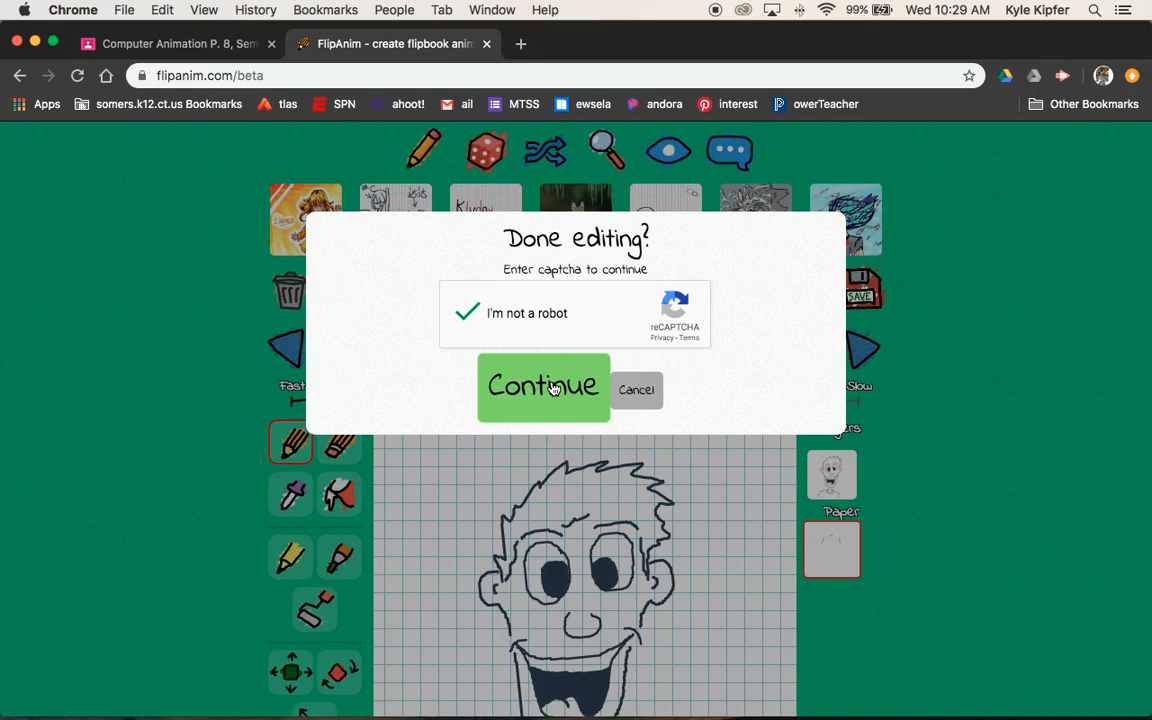 Chrome File Edit View History Bookmarks People Tab Window Help 99% Wed 10:29 AM Kyle Kipfer
Computer Animation P. 8, Sem FlipAnim - create flipbook anim
flipanim.com/beta
Apps somers.k12.ct.us Bookmarks tlas SPN ahoot! ail MTSS ewsela andora interest owerTeacher Other Bookmarks
Done editing?
Enter captcha to continue
I'm not a robot
reCAPTCHA
Privacy - Terms
SAVE
Continue
Cancel
Fast
Slow
gers
Paper